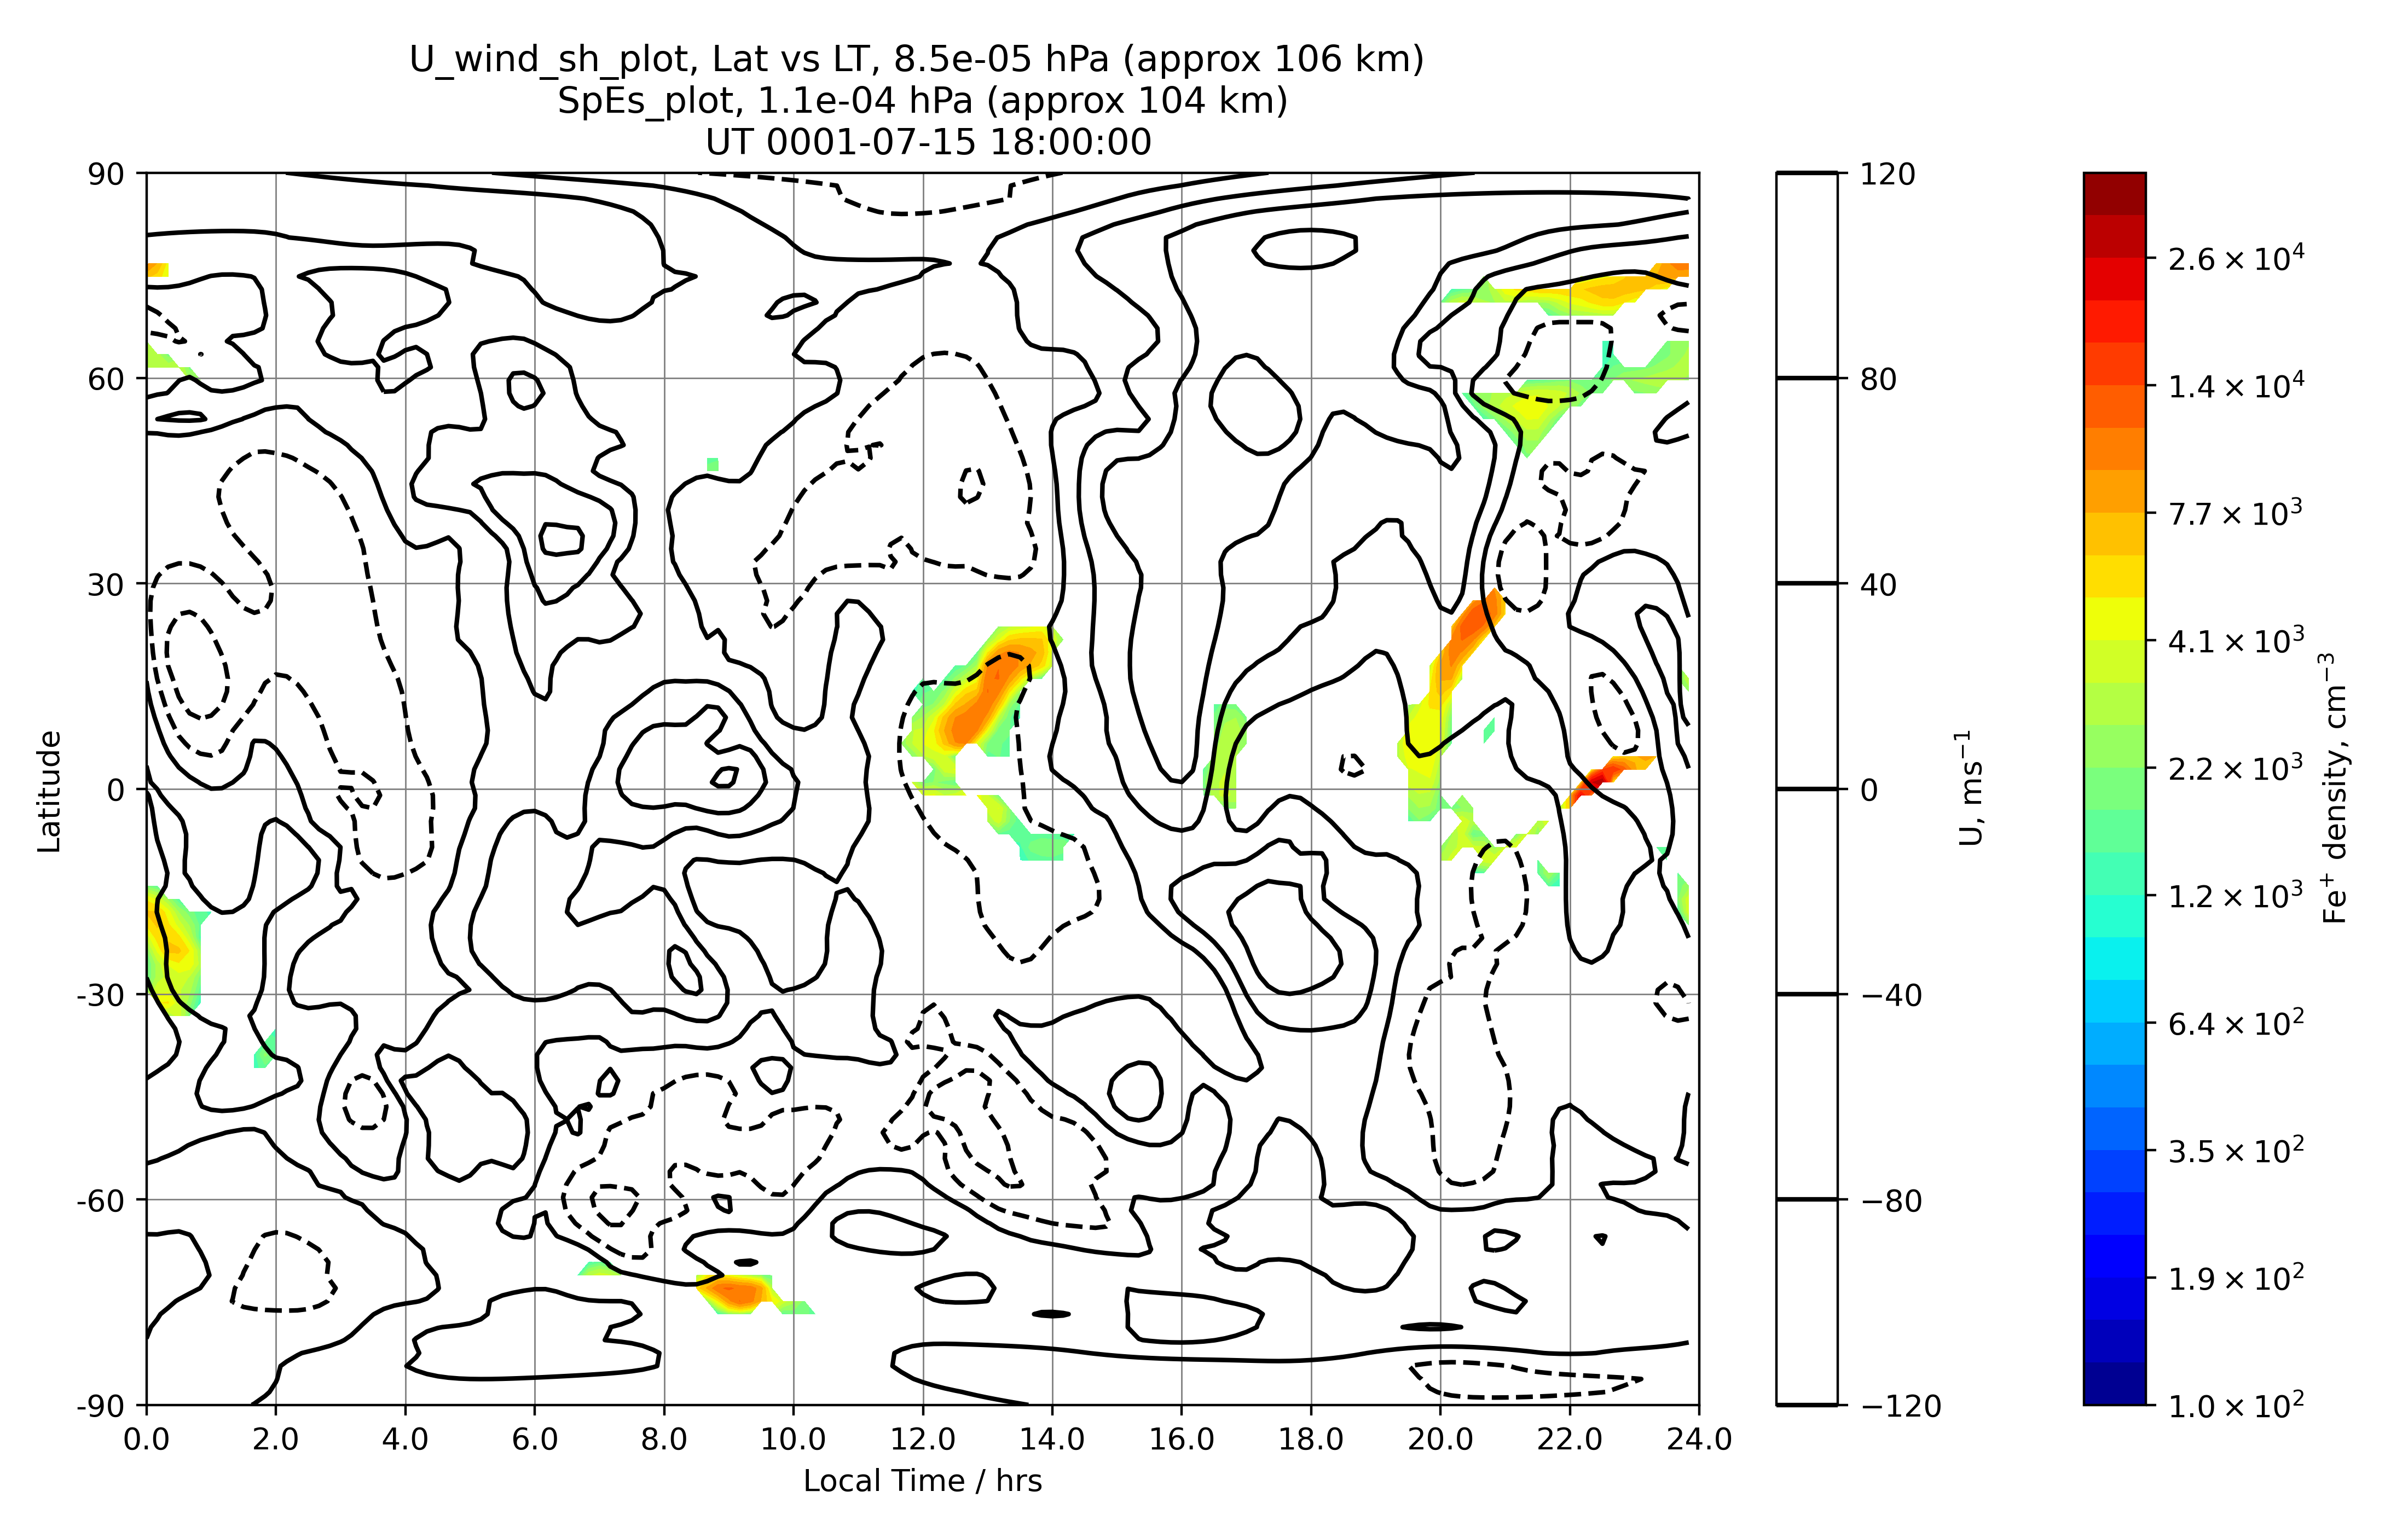 U_wind_sh_plot, Lat vs LT, 8.5e-05 hPa (approx 106 km)
SpEs_plot, 1.1e-04 hPa (approx 104 km)
UT 0001-07-15 18:00:00
Latitude
90
60
30
0
-30
-60
-90
0.0 2.0 4.0 6.0 8.0 10.0 12.0 14.0 16.0 18.0 20.0 22.0 24.0
Local Time / hrs
120
80
40
0
−40
−80
−120
U, ms⁻¹
2.6 × 10⁴
1.4 × 10⁴
7.7 × 10³
4.1 × 10³
2.2 × 10³
1.2 × 10³
6.4 × 10²
3.5 × 10²
1.9 × 10²
1.0 × 10²
Fe⁺ density, cm⁻³